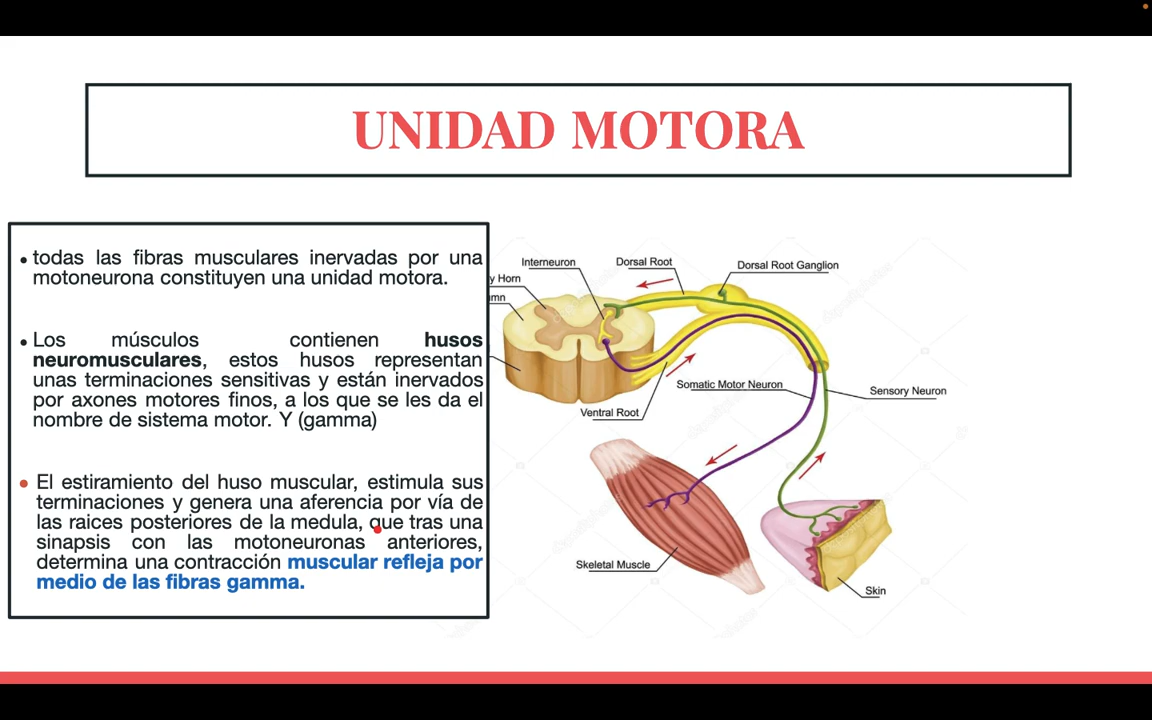 UNIDAD MOTORA
• todas las fibras musculares inervadas por una
motoneurona constituyen una unidad motora.
• Los músculos contienen husos
neuromusculares, estos husos representan
unas terminaciones sensitivas y están inervados
por axones motores finos, a los que se les da el
nombre de sistema motor. Y (gamma)
• El estiramiento del huso muscular, estimula sus
terminaciones y genera una aferencia por vía de
las raices posteriores de la medula, que tras una
sinapsis con las motoneuronas anteriores,
determina una contracción muscular refleja por
medio de las fibras gamma.
Interneuron
Dorsal Root
Dorsal Root Ganglion
y Horn
mn
Somatic Motor Neuron
Sensory Neuron
Ventral Root
Skeletal Muscle
Skin